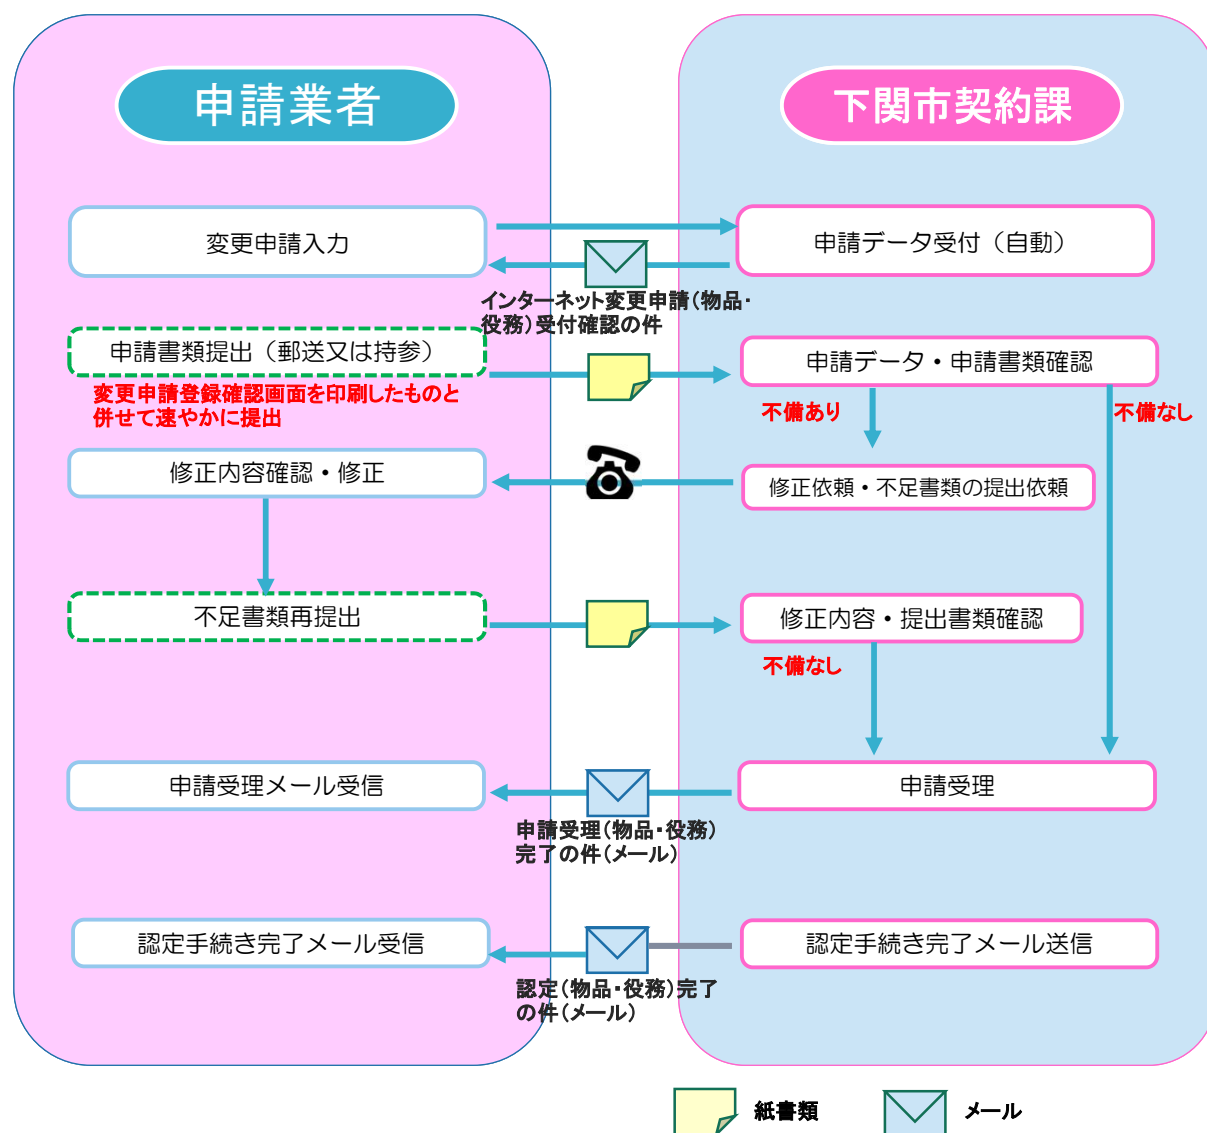 申請業者
下関市契約課
変更申請入力
申請データ受付（自動）
インターネット変更申請（物品・
役務）受付確認の件
申請書類提出（郵送又は持参）
申請データ・申請書類確認
変更申請登録確認画面を印刷したものと
併せて速やかに提出
不備あり
不備なし
修正内容確認・修正
修正依頼・不足書類の提出依頼
不足書類再提出
修正内容・提出書類確認
不備なし
申請受理メール受信
申請受理
申請受理（物品・役務）
完了の件（メール）
認定手続き完了メール受信
認定手続き完了メール送信
認定（物品・役務）完了
の件（メール）
紙書類
メール